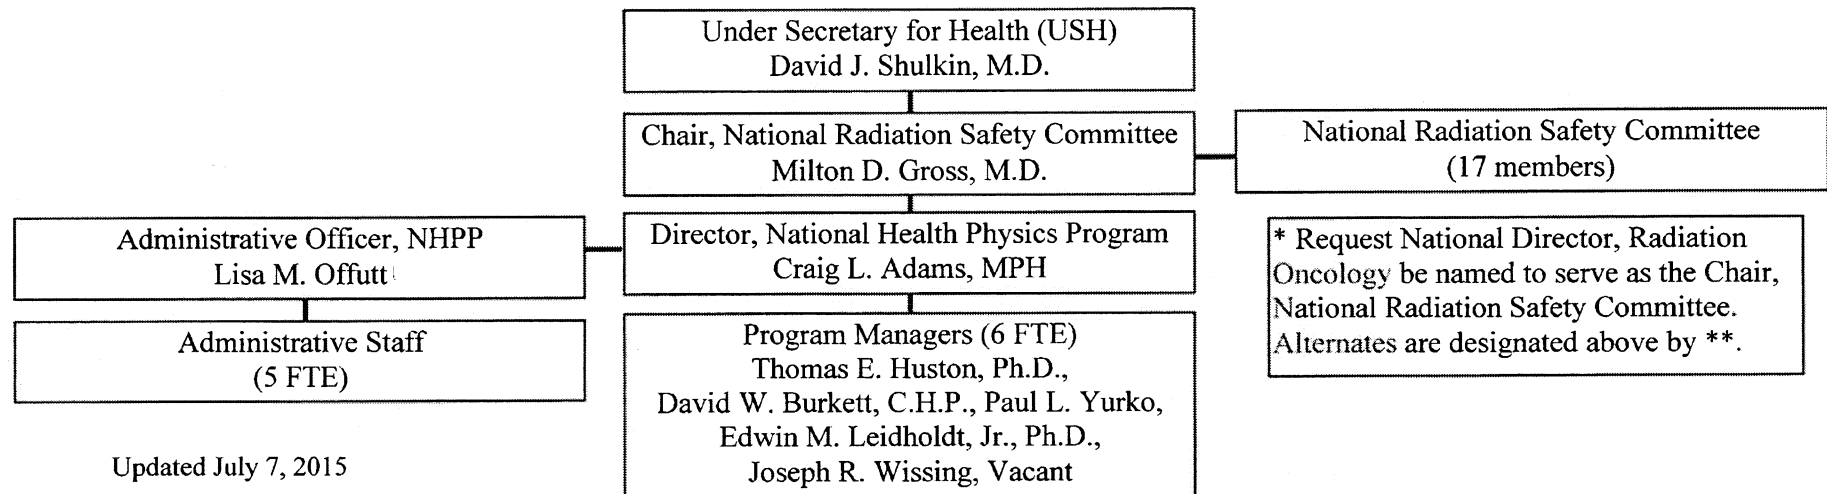 Under Secretary for Health (USH)
David J. Shulkin, M.D.
Chair, National Radiation Safety Committee
Milton D. Gross, M.D.
National Radiation Safety Committee
(17 members)
Administrative Officer, NHPP
Lisa M. Offutt
Director, National Health Physics Program
Craig L. Adams, MPH
* Request National Director, Radiation
Oncology be named to serve as the Chair,
National Radiation Safety Committee.
Alternates are designated above by **.
Administrative Staff
(5 FTE)
Program Managers (6 FTE)
Thomas E. Huston, Ph.D.,
David W. Burkett, C.H.P., Paul L. Yurko,
Edwin M. Leidholdt, Jr., Ph.D.,
Joseph R. Wissing, Vacant
Updated July 7, 2015